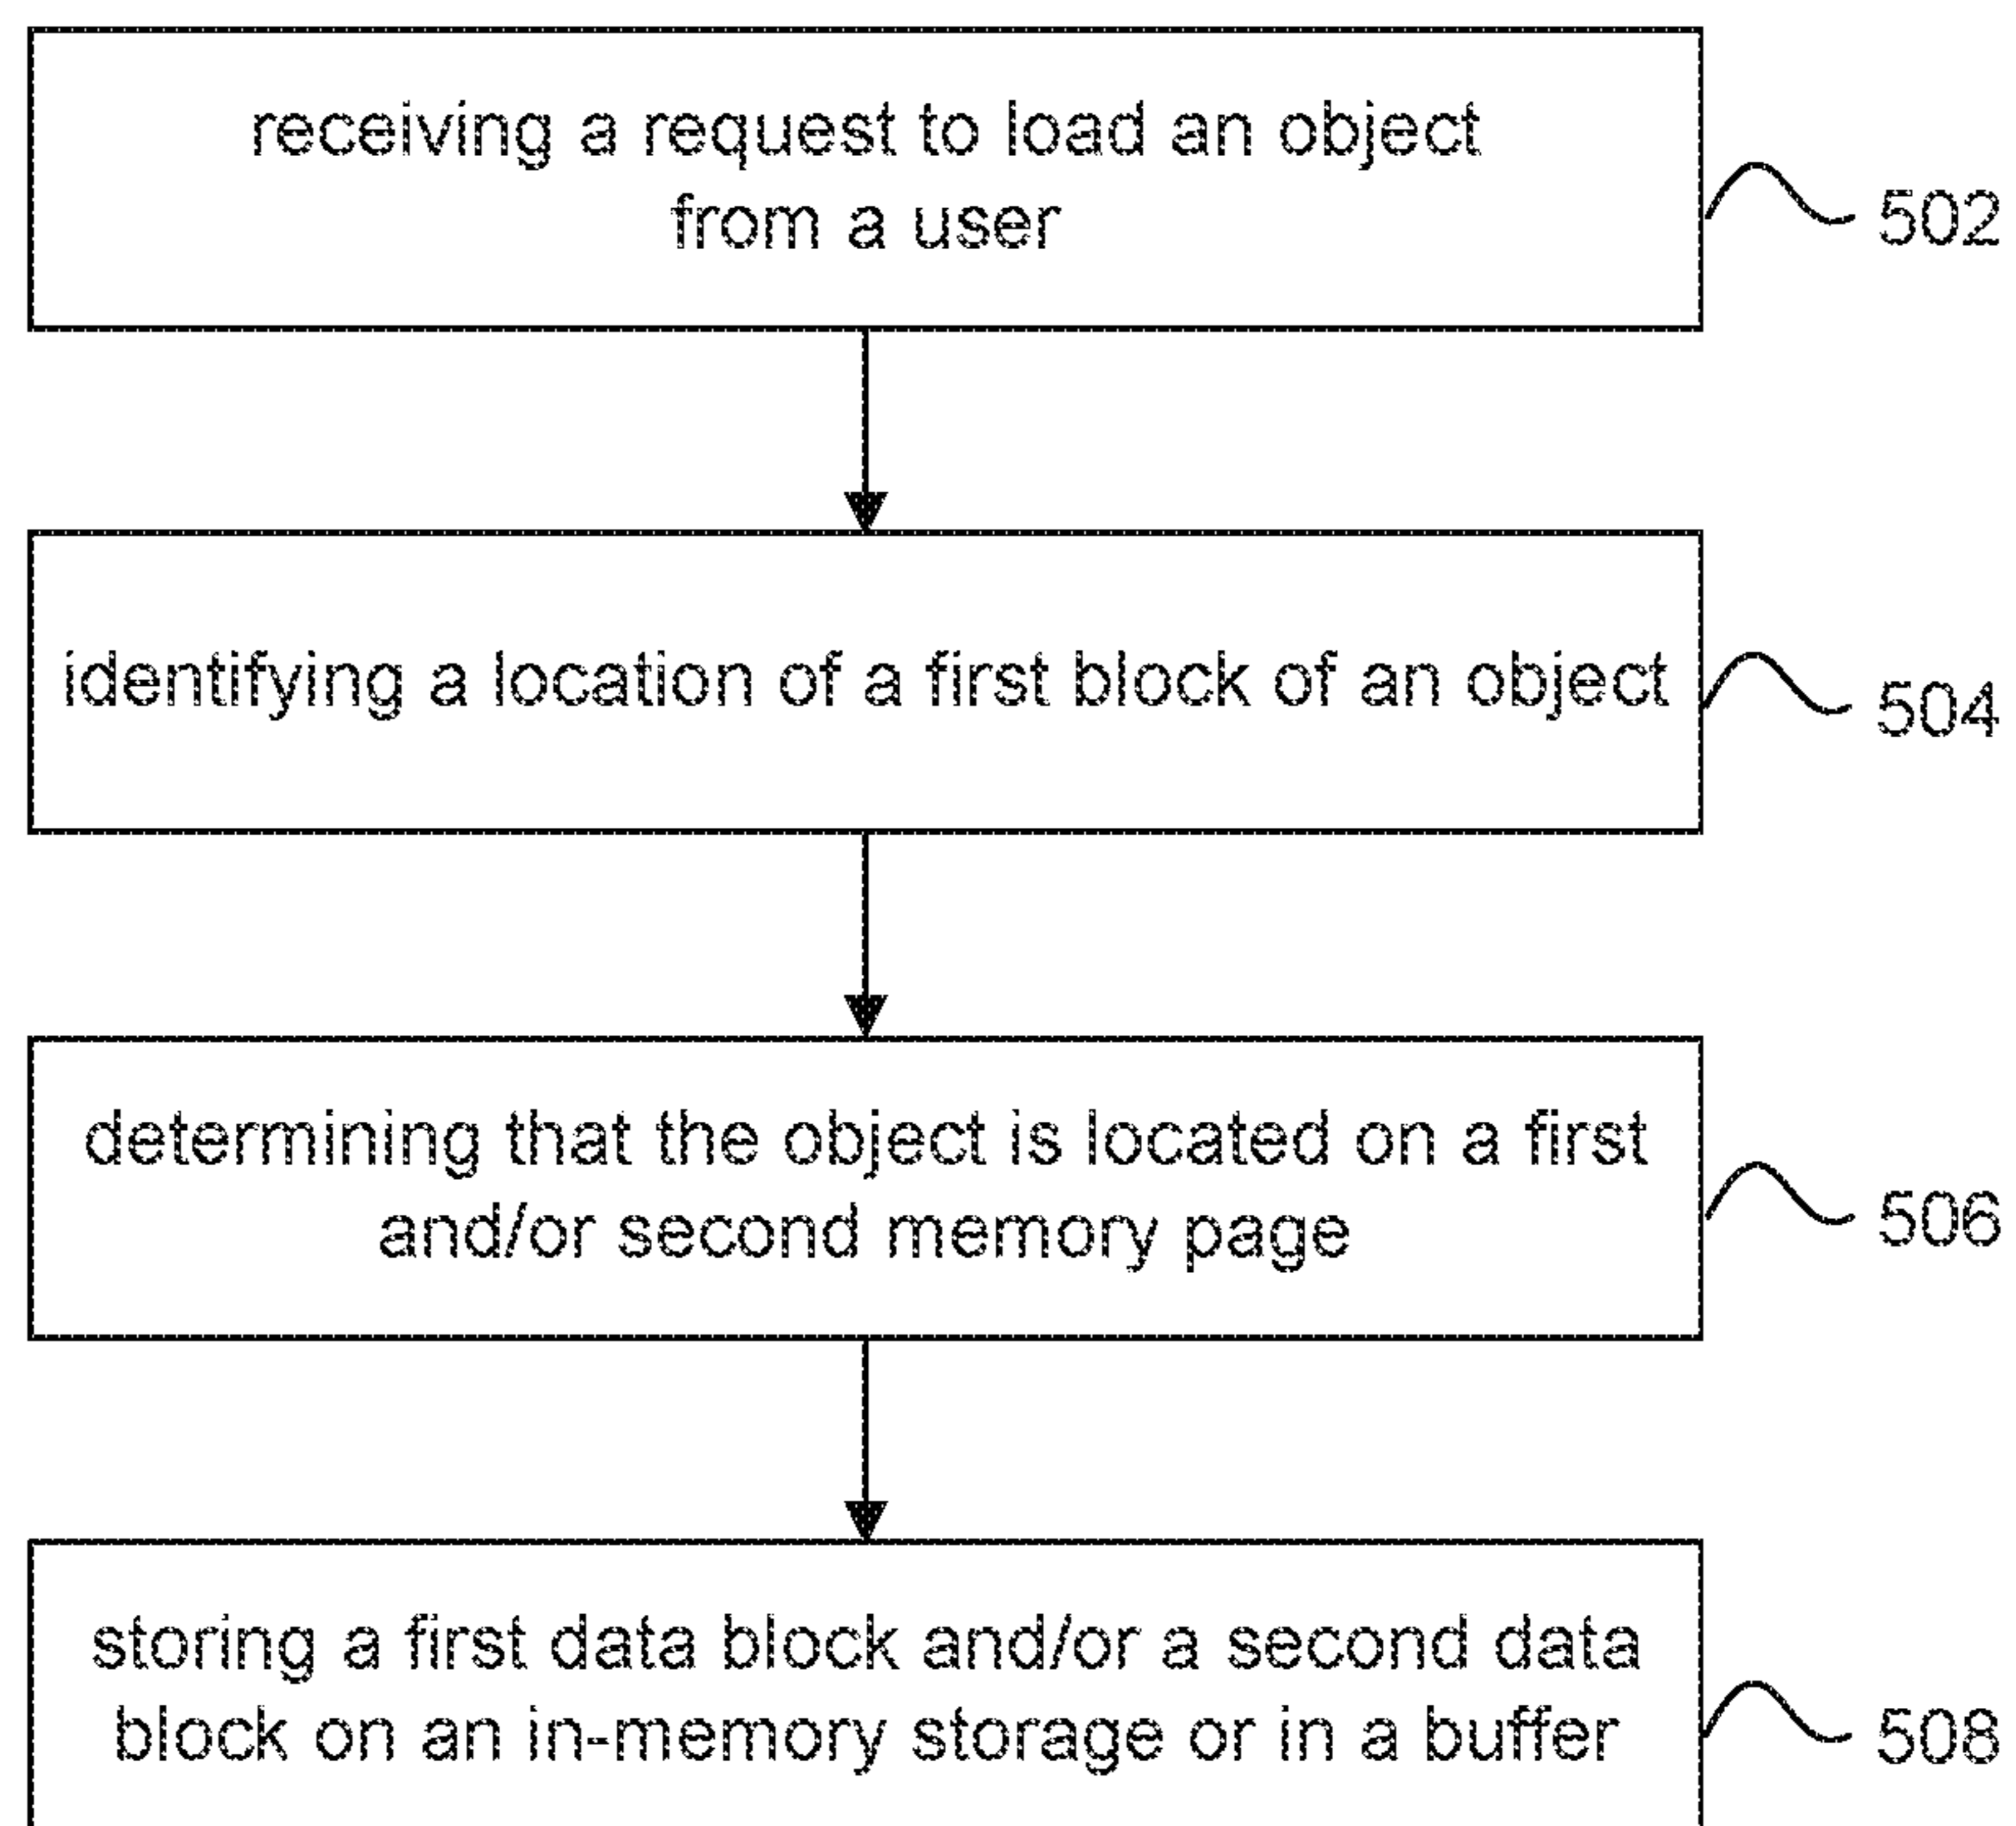 receiving a request to load an object
from a user
502
identifying a location of a first block of an object
504
determining that the object is located on a first
and/or second memory page
506
storing a first data block and/or a second data
block on an in-memory storage or in a buffer
508